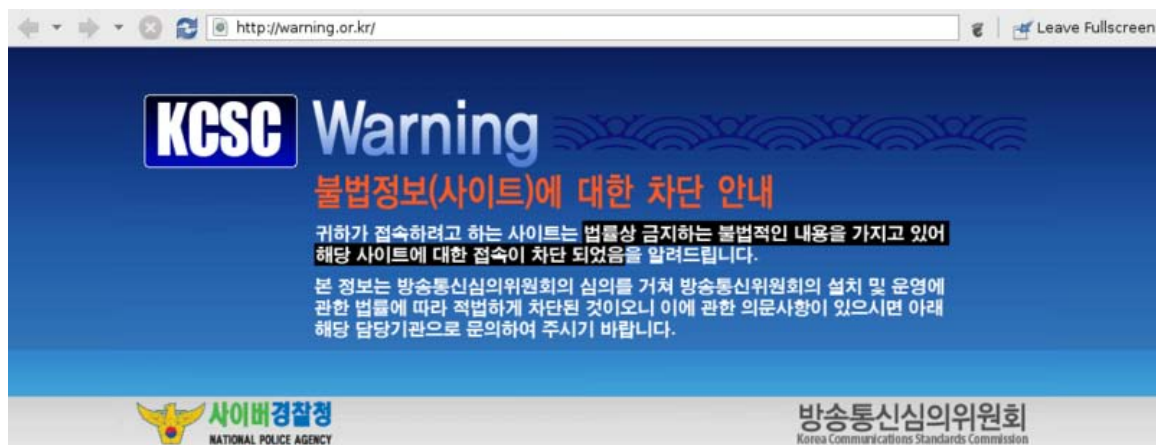 http://warning.or.kr/
Leave Fullscreen
KCSC Warning
불법정보(사이트)에 대한 차단 안내
귀하가 접속하려고 하는 사이트는 법률상 금지하는 불법적인 내용을 가지고 있어
해당 사이트에 대한 접속이 차단 되었음을 알려드립니다.
본 정보는 방송통신심의위원회의 심의를 거쳐 방송통신위원회의 설치 및 운영에
관한 법률에 따라 적법하게 차단된 것이오니 이에 관한 의문사항이 있으시면 아래
해당 담당기관으로 문의하여 주시기 바랍니다.
사이버경찰청
NATIONAL POLICE AGENCY
방송통신심의위원회
Korea Communications Standards Commission